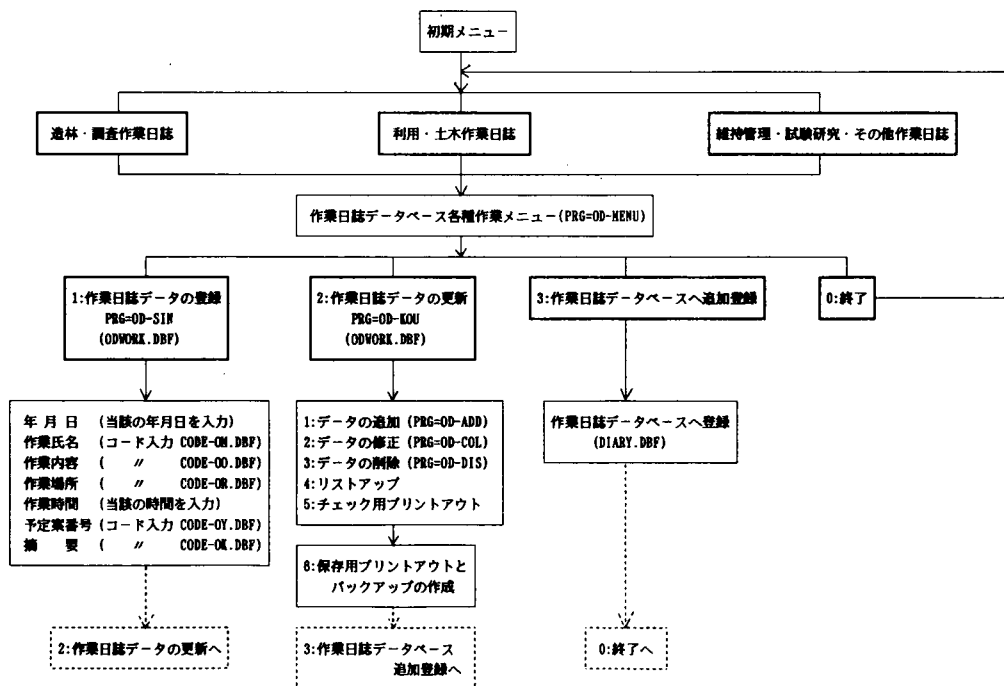 初期メニュー
造林・調査作業日誌
利用・土木作業日誌
維持管理・試験研究・その他作業日誌
作業日誌データベース各種作業メニュー(PRG=OD-MENU)
1:作業日誌データの登録
PRG=OD-SIN
(ODWORK.DBF)
2:作業日誌データの更新
PRG=OD-KOU
(ODWORK.DBF)
3:作業日誌データベースへ追加登録
0:終了
年月日 (当該の年月日を入力)
作業氏名 (コード入力 CODE-OM.DBF)
作業内容 ( 〃 CODE-OO.DBF)
作業場所 ( 〃 CODE-OR.DBF)
作業時間 (当該の時間を入力)
予定案番号 (コード入力 CODE-OY.DBF)
摘要 ( 〃 CODE-OK.DBF)
1:データの追加 (PRG=OD-ADD)
2:データの修正 (PRG=OD-COL)
3:データの削除 (PRG=OD-DIS)
4:リストアップ
5:チェック用プリントアウト
作業日誌データベースへ登録
(DIARY.DBF)
6:保存用プリントアウトと
バックアップの作成
2:作業日誌データの更新へ
3:作業日誌データベース
追加登録へ
0:終了へ